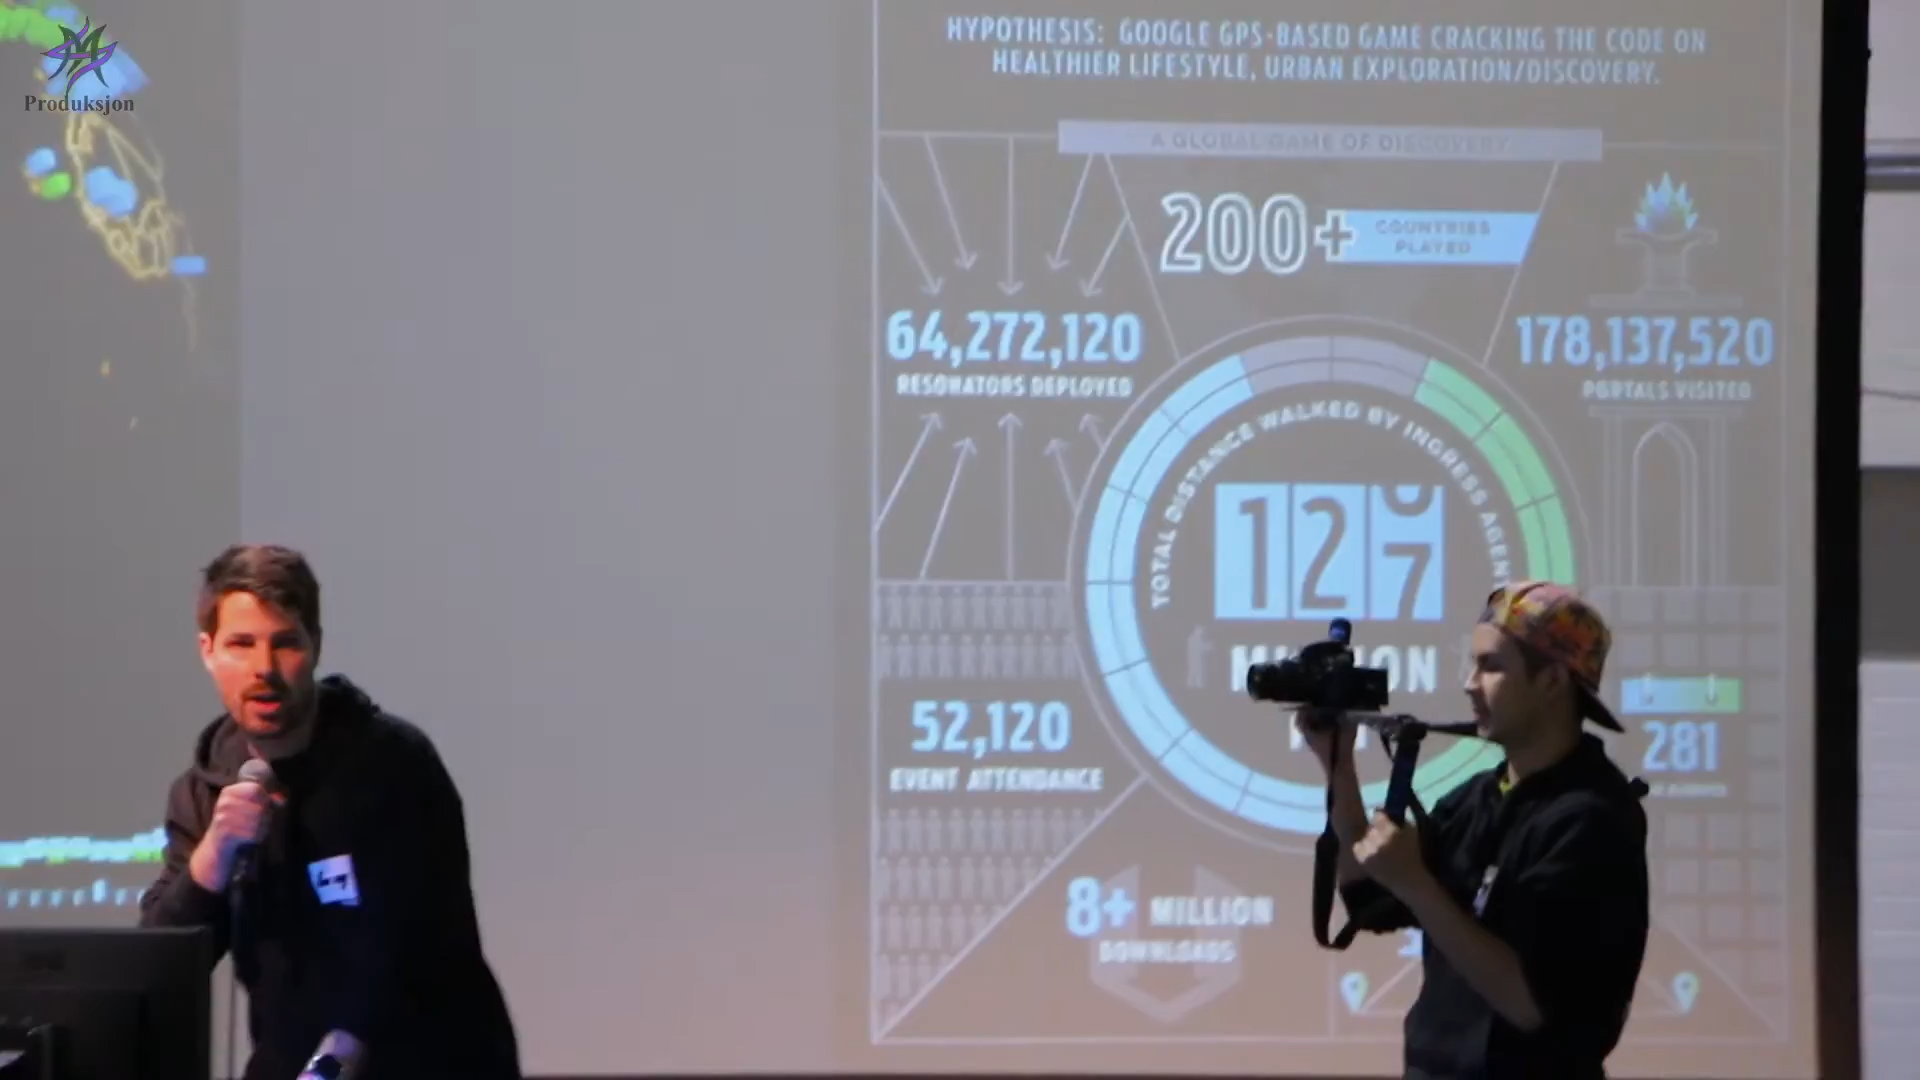 Produksjon
HYPOTHESIS: GOOGLE GPS-BASED GAME CRACKING THE CODE ON
HEALTHIER LIFESTYLE, URBAN EXPLORATION/DISCOVERY.
A GLOBAL GAME OF DISCOVERY
200+
COUNTRIES
PLAYED
64,272,120
RESONATORS DEPLOYED
178,137,520
PORTALS VISITED
TOTAL DISTANCE WALKED BY INGRESS AGENT
127
52,120
EVENT ATTENDANCE
281
8+ MILLION
DOWNLOADS